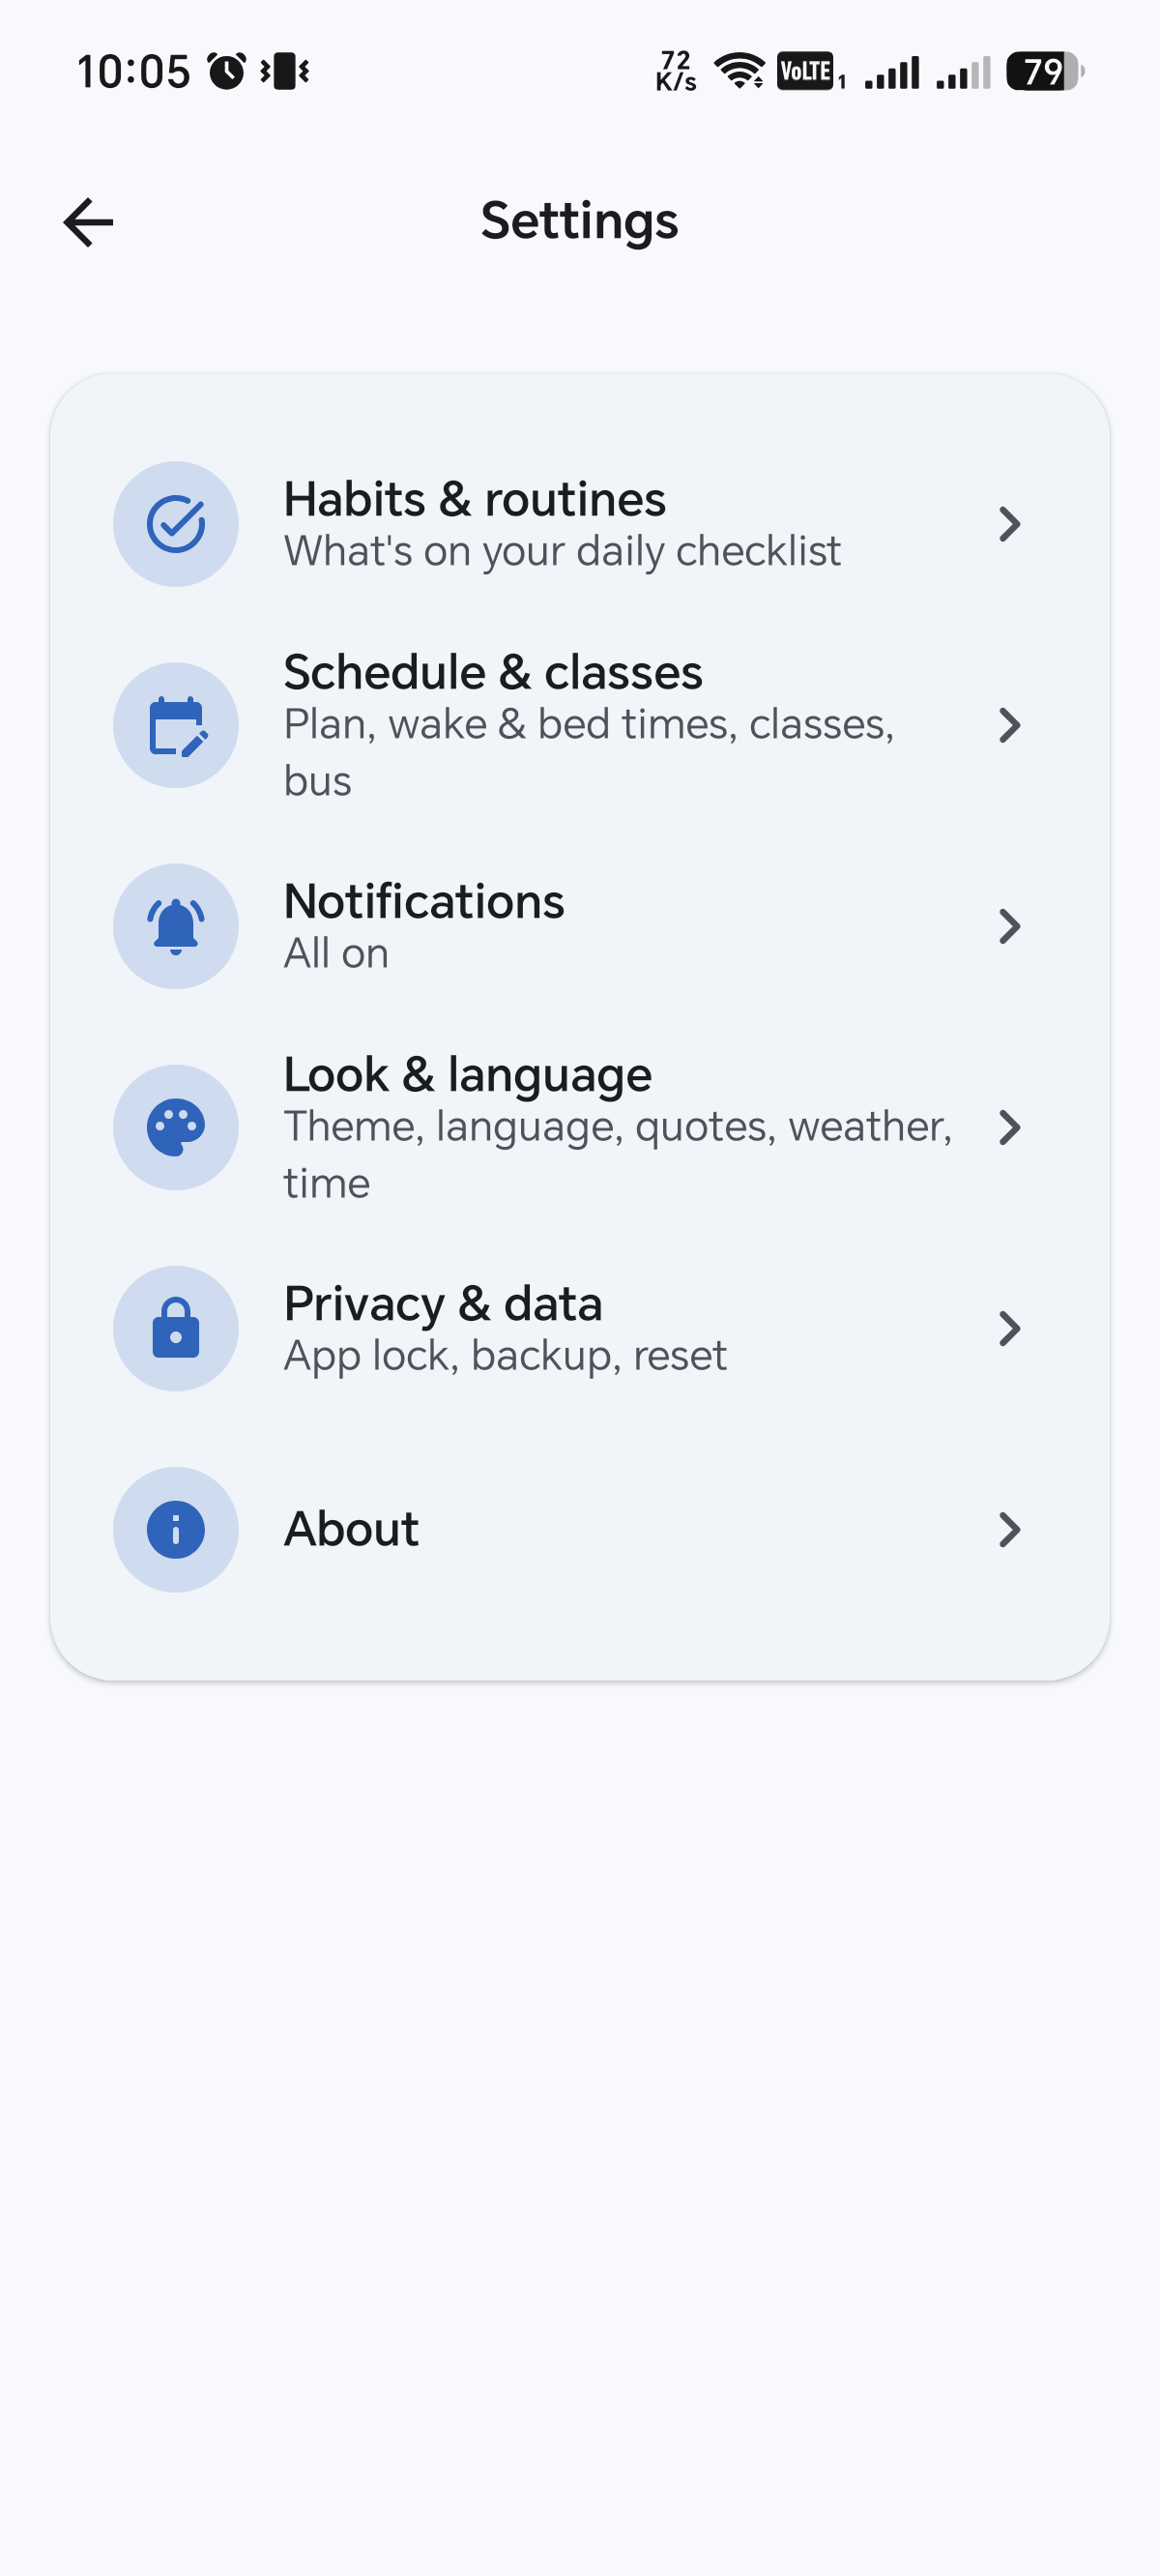 10:05
72
K/s
VoLTE 1
79
Settings
Habits & routines
What's on your daily checklist
Schedule & classes
Plan, wake & bed times, classes,
bus
Notifications
All on
Look & language
Theme, language, quotes, weather,
time
Privacy & data
App lock, backup, reset
About